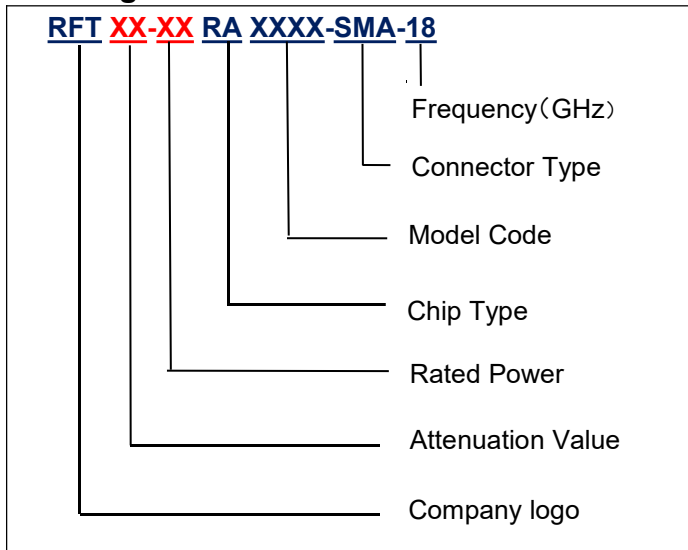 RFT XX-XX RA XXXX-SMA-18
Frequency（GHz）
Connector Type
Model Code
Chip Type
Rated Power
Attenuation Value
Company logo